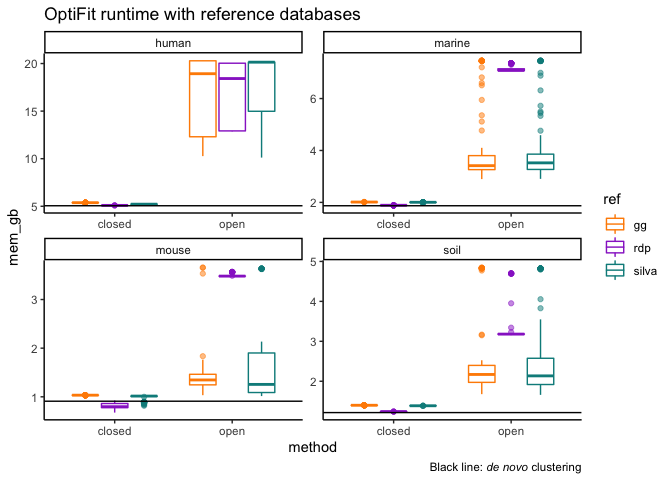 OptiFit runtime with reference databases
human
marine
20
15
10
5
6
4
2
closed
open
closed
open
mem_gb
mouse
soil
3
2
1
5
4
3
2
closed
open
closed
open
method
ref
gg
rdp
silva
Black line: de novo clustering